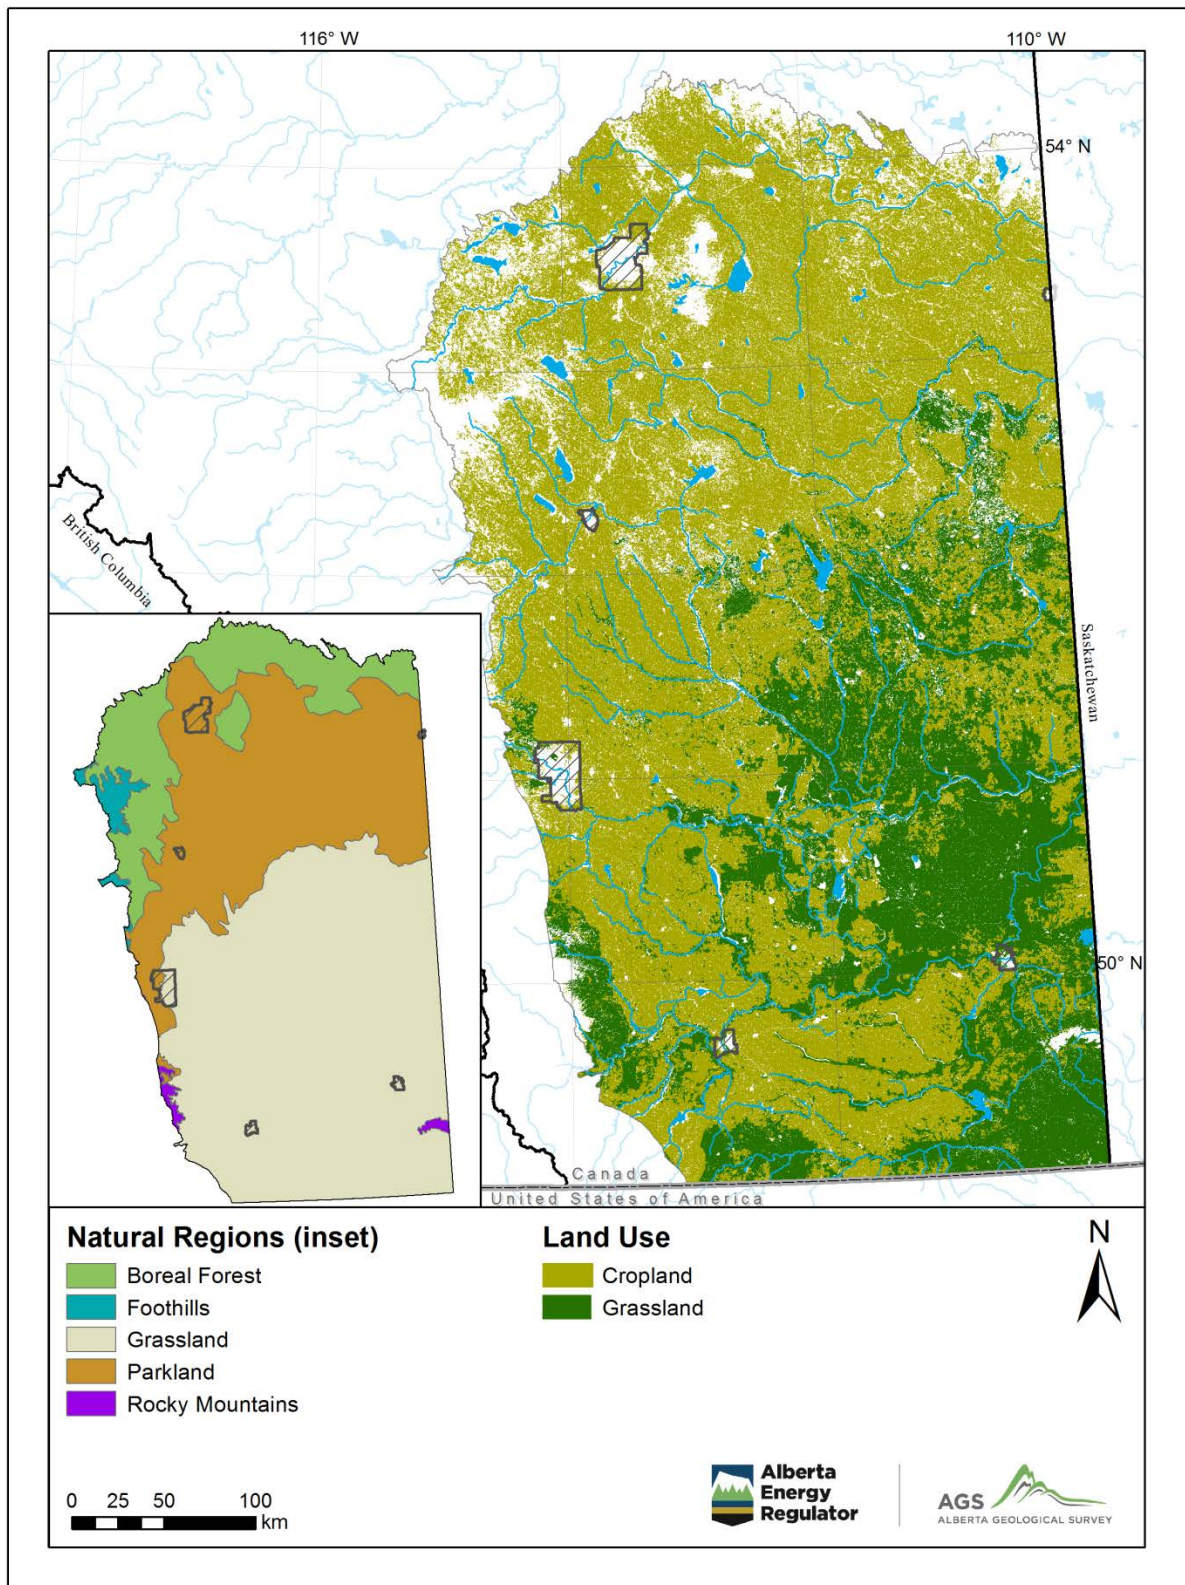 116° W
110° W
54° N
British Columbia
Saskatchewan
50° N
Canada
United States of America
Natural Regions (inset)
Boreal Forest
Foothills
Grassland
Parkland
Rocky Mountains
Land Use
Cropland
Grassland
N
0 25 50 100
km
Alberta
Energy
Regulator
AGS
ALBERTA GEOLOGICAL SURVEY